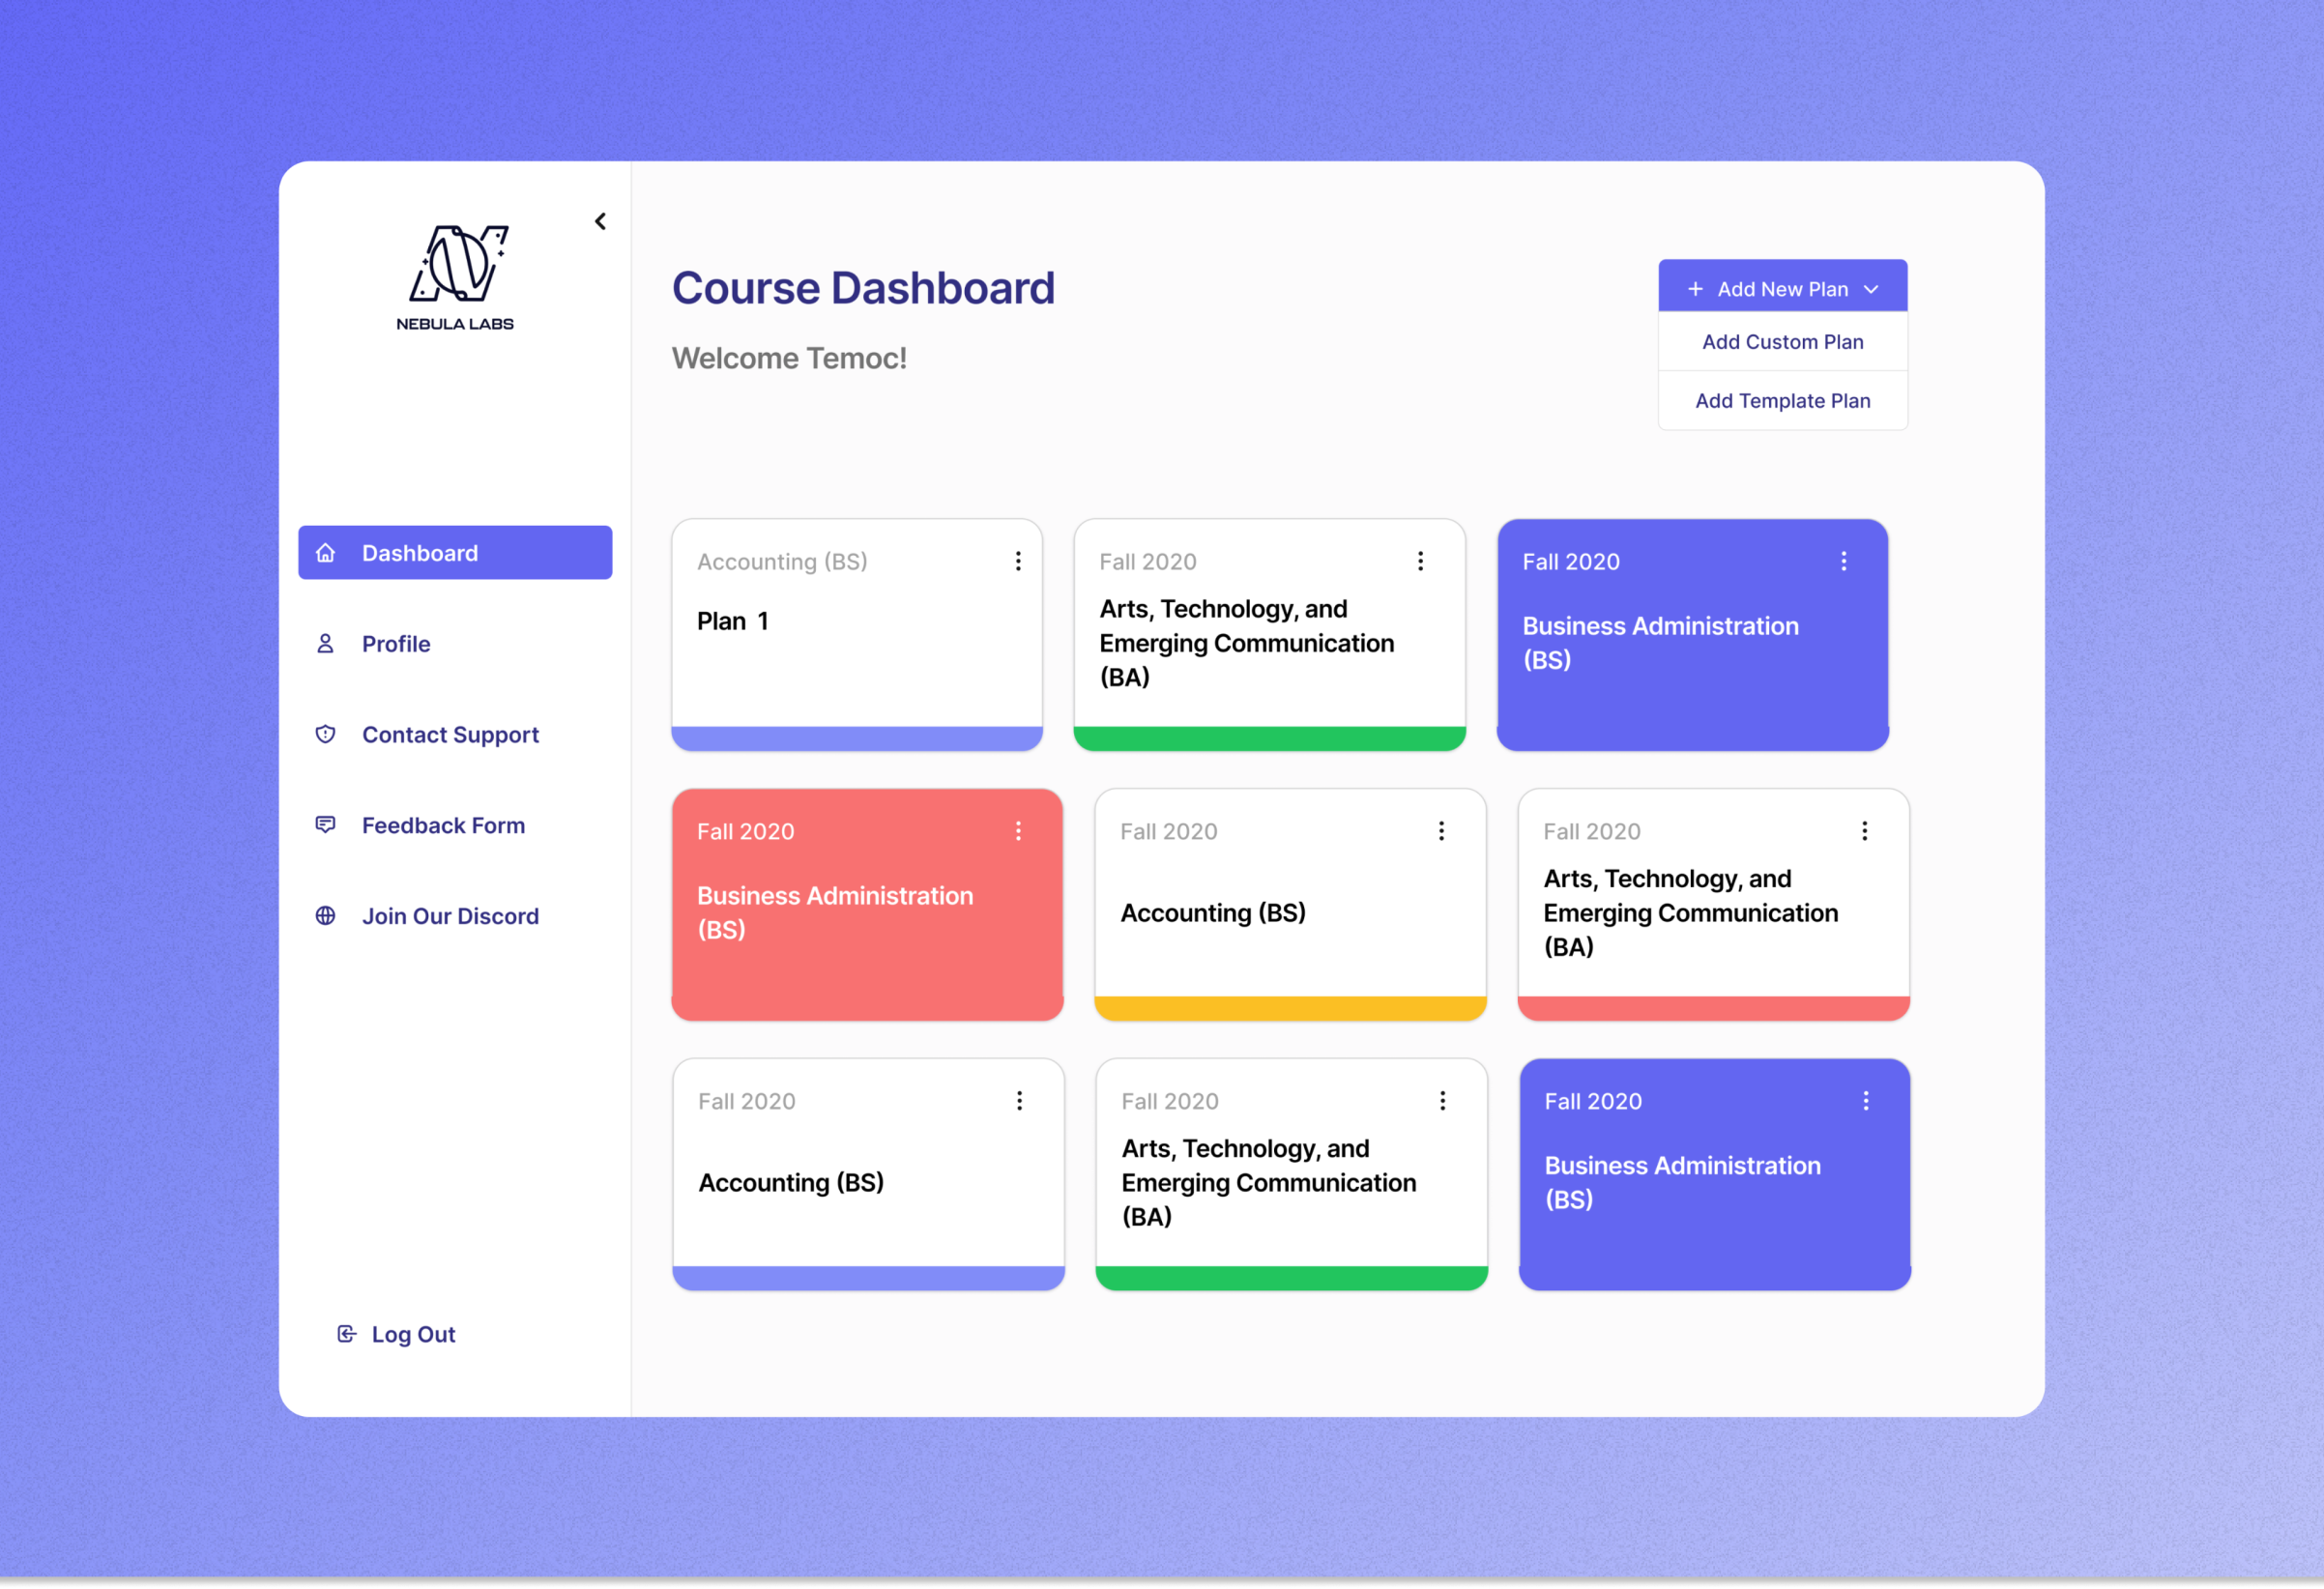 NEBULA LABS
Dashboard
Profile
Contact Support
Feedback Form
Join Our Discord
Log Out
Course Dashboard
Welcome Temoc!
+ Add New Plan
Add Custom Plan
Add Template Plan
Accounting (BS)
Plan 1
Fall 2020
Arts, Technology, and
Emerging Communication
(BA)
Fall 2020
Business Administration
(BS)
Fall 2020
Business Administration
(BS)
Fall 2020
Accounting (BS)
Fall 2020
Arts, Technology, and
Emerging Communication
(BA)
Fall 2020
Accounting (BS)
Fall 2020
Arts, Technology, and
Emerging Communication
(BA)
Fall 2020
Business Administration
(BS)